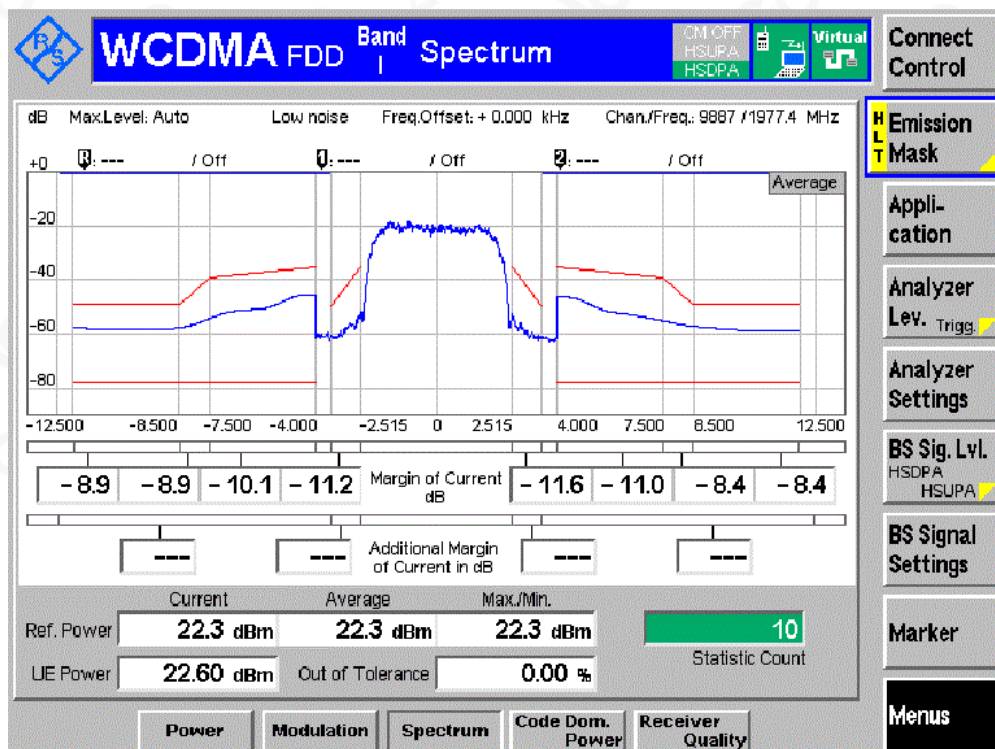 R/S
WCDMA FDD Band I Spectrum
CM OFF
HSUPA
HSDPA
Virtual
Connect Control
dB Max.Level: Auto Low noise Freq.Offset: + 0.000 kHz Chan./Freq.: 9887 / 1977.4 MHz
R: --- / Off 1: --- / Off 2: --- / Off
Average
+0
-20
-40
-60
-80
-12.500 -8.500 -7.500 -4.000 -2.515 0 2.515 4.000 7.500 8.500 12.500
- 8.9 - 8.9 - 10.1 - 11.2 Margin of Current dB - 11.6 - 11.0 - 8.4 - 8.4
--- --- Additional Margin of Current in dB --- ---
Current Average Max./Min.
Ref. Power 22.3 dBm 22.3 dBm 22.3 dBm 10
Statistic Count
UE Power 22.60 dBm Out of Tolerance 0.00 %
HLT
Emission Mask
Appli-
cation
Analyzer
Lev. Trigg.
Analyzer
Settings
BS Sig. Lvl.
HSDPA
HSUPA
BS Signal
Settings
Marker
Menus
Power Modulation Spectrum Code Dom. Power Receiver Quality